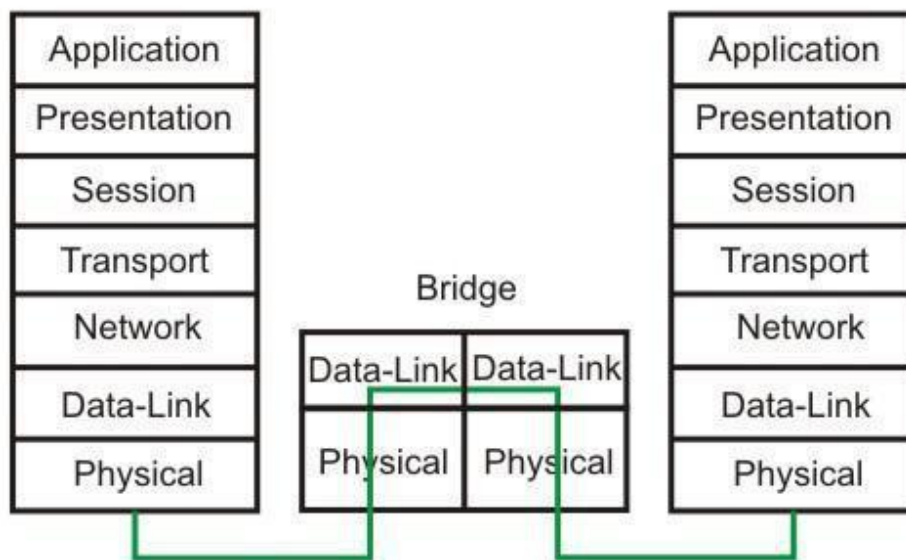 Application
Presentation
Session
Transport
Network
Data-Link
Physical
Bridge
Data-Link Data-Link
Physical Physical
Application
Presentation
Session
Transport
Network
Data-Link
Physical